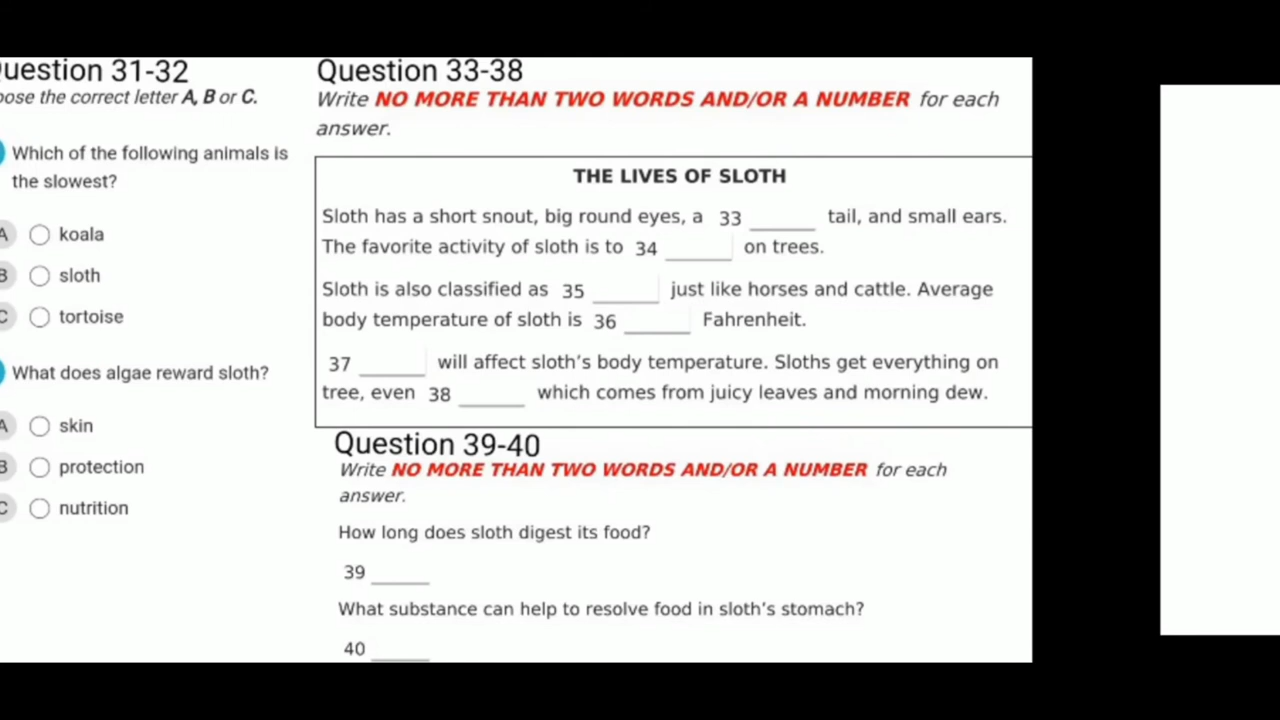 uestion 31-32
ose the correct letter A, B or C.
Which of the following animals is
the slowest?
A koala
B sloth
C tortoise
What does algae reward sloth?
A skin
B protection
C nutrition
Question 33-38
Write NO MORE THAN TWO WORDS AND/OR A NUMBER for each
answer.
THE LIVES OF SLOTH
Sloth has a short snout, big round eyes, a 33 ______ tail, and small ears.
The favorite activity of sloth is to 34 ______ on trees.
Sloth is also classified as 35 ______ just like horses and cattle. Average
body temperature of sloth is 36 ______ Fahrenheit.
37 ______ will affect sloth's body temperature. Sloths get everything on
tree, even 38 ______ which comes from juicy leaves and morning dew.
Question 39-40
Write NO MORE THAN TWO WORDS AND/OR A NUMBER for each
answer.
How long does sloth digest its food?
39 ______
What substance can help to resolve food in sloth's stomach?
40 ______